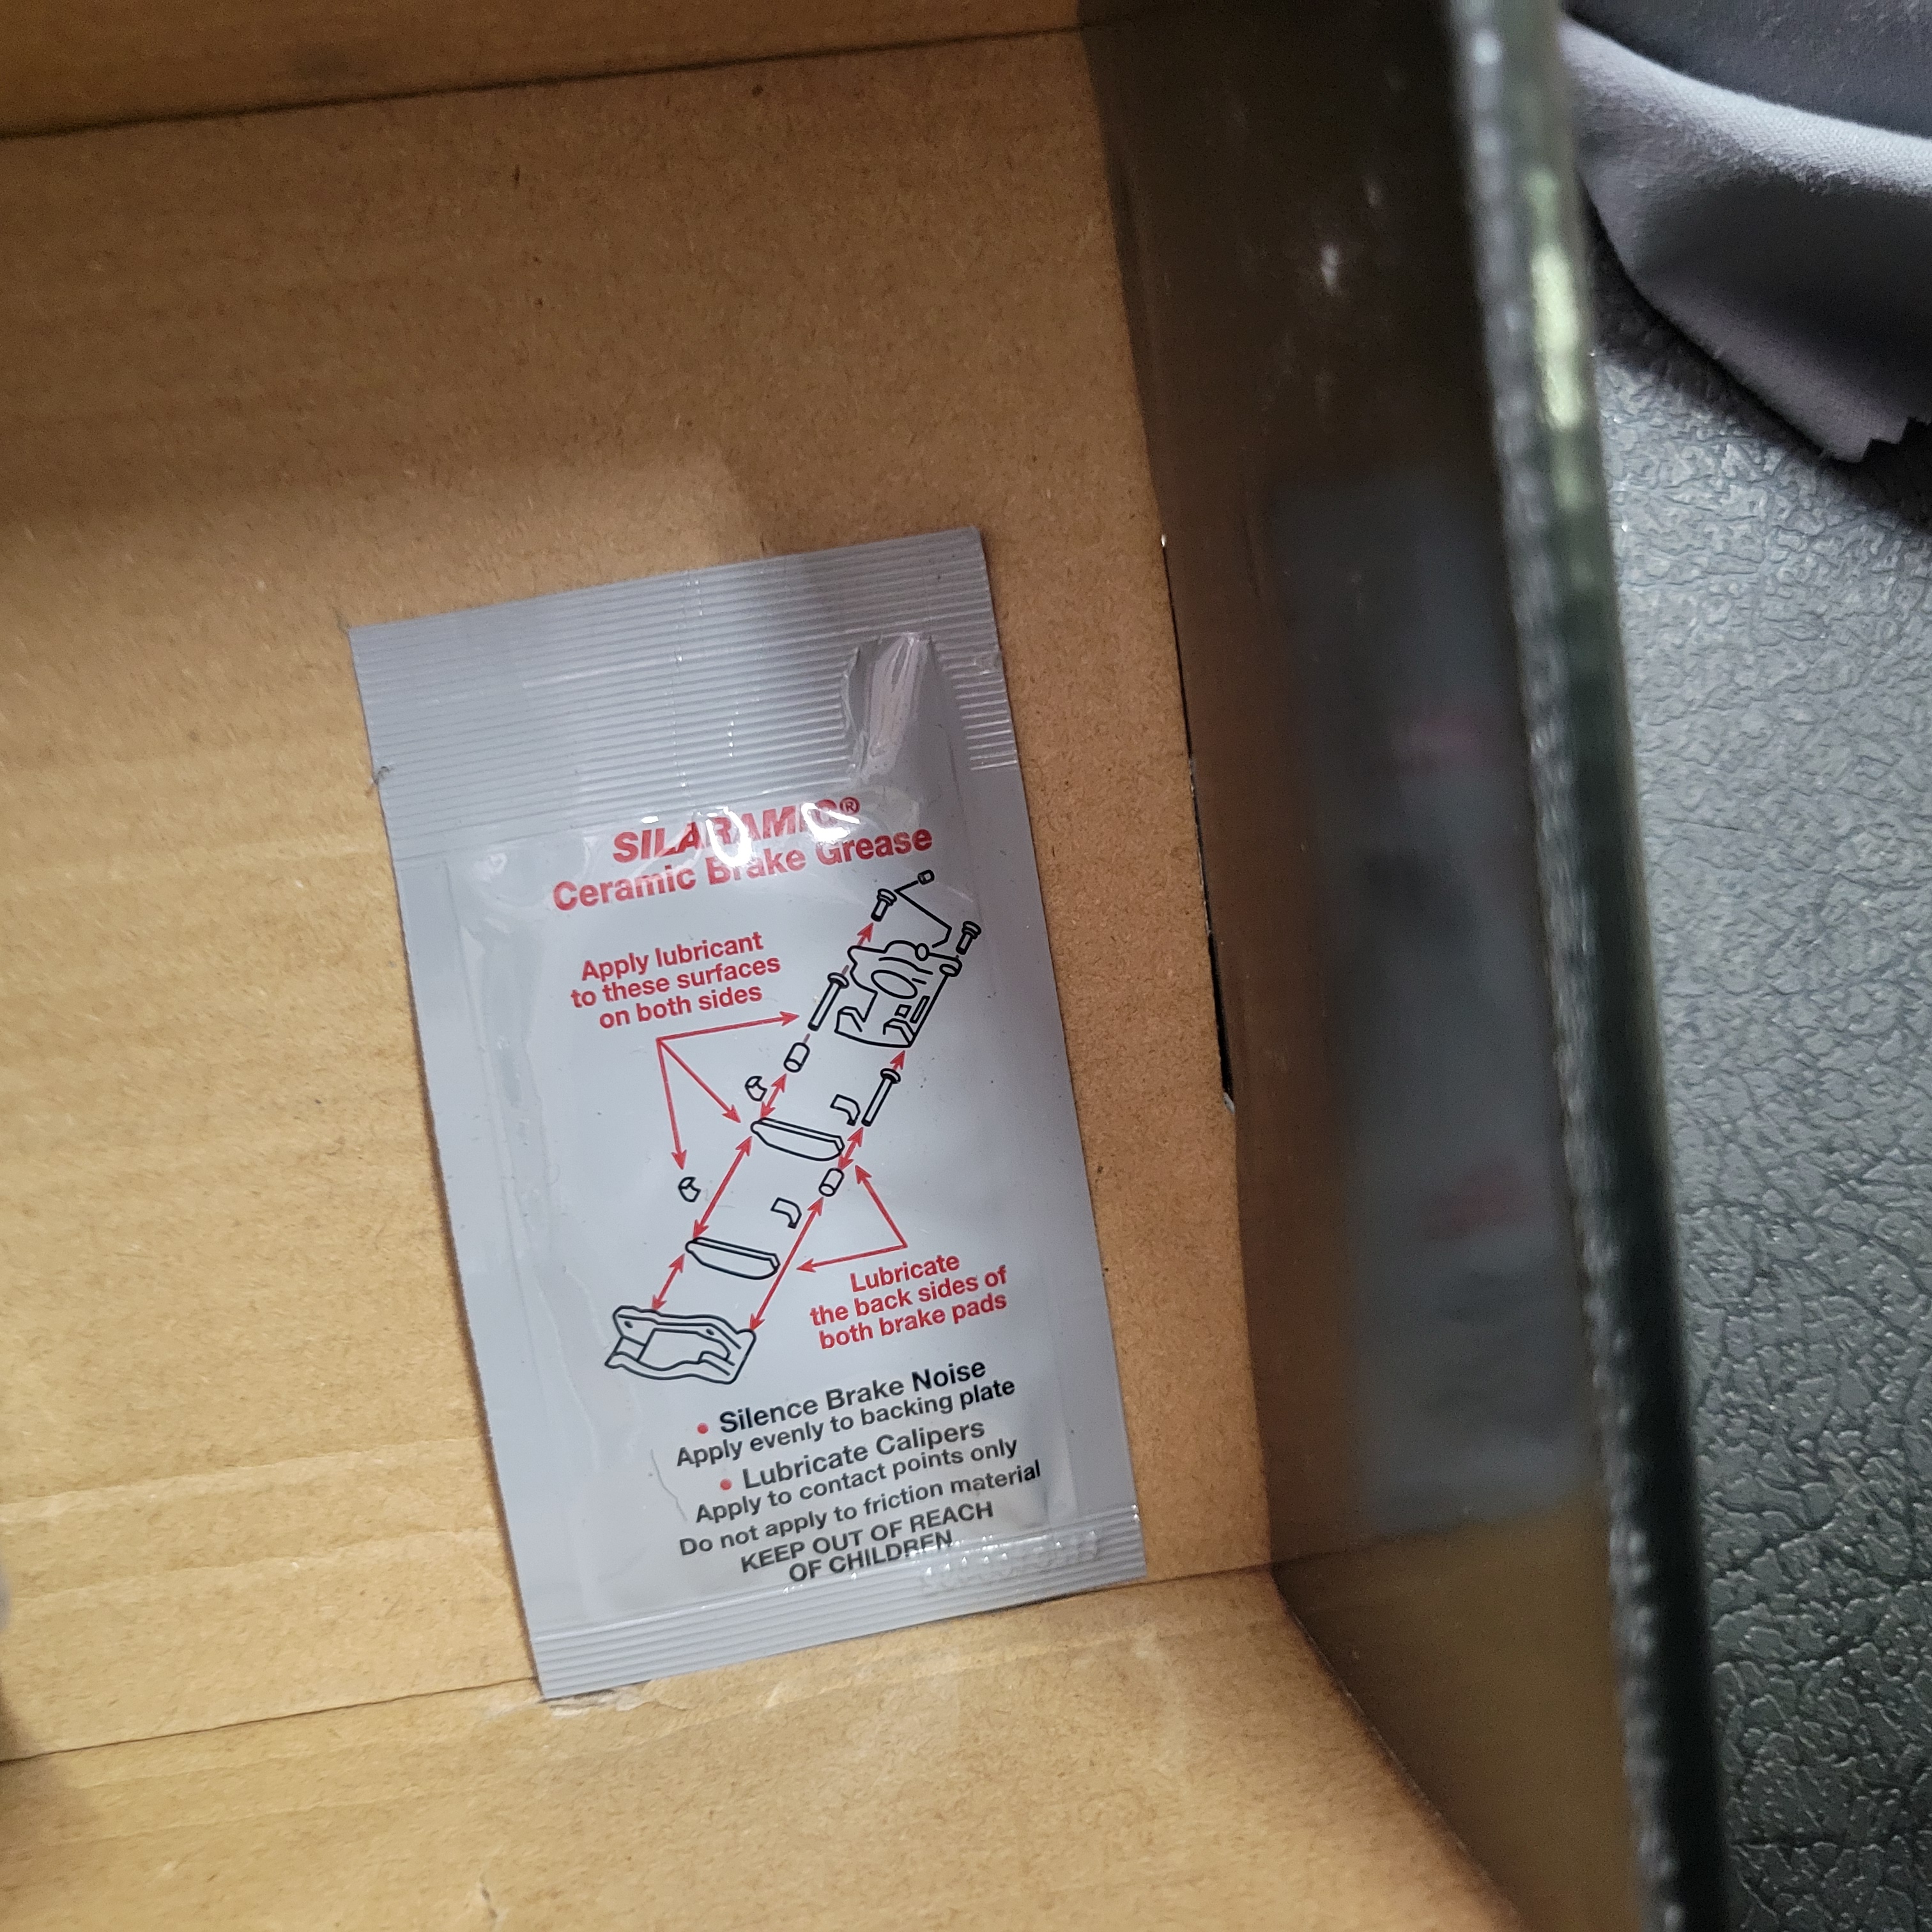 SILARAMIC®
Ceramic Brake Grease
Apply lubricant
to these surfaces
on both sides
Lubricate
the back sides of
both brake pads
• Silence Brake Noise
Apply evenly to backing plate
• Lubricate Calipers
Apply to contact points only
Do not apply to friction material
KEEP OUT OF REACH
OF CHILDREN